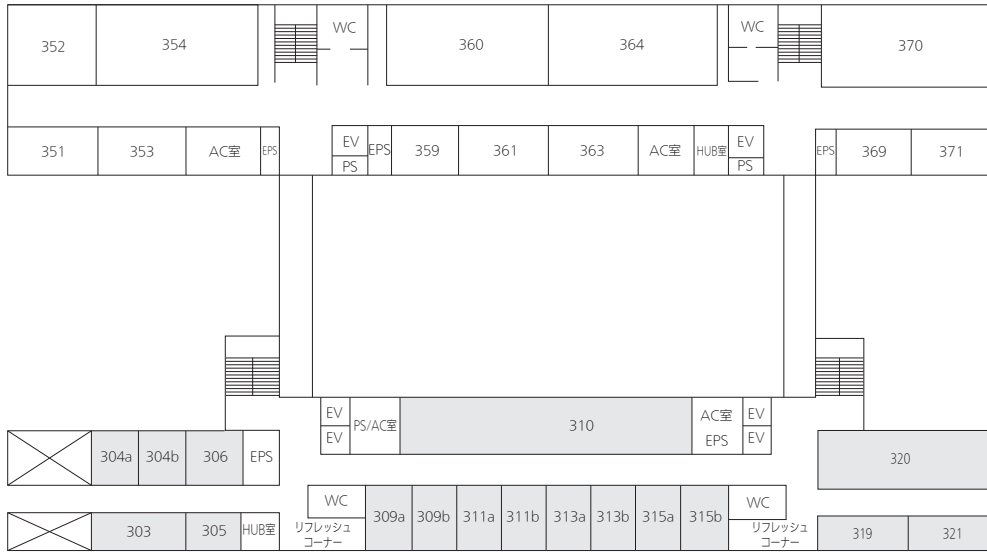 352
354
WC
360
364
WC
370
351
353
AC室
EPS
EV
PS
EPS
359
361
363
AC室
HUB室
EV
PS
EPS
369
371
EV
EV
PS/AC室
310
AC室
EPS
EV
EV
304a
304b
306
EPS
320
303
305
HUB室
WC
リフレッシュ
コーナー
309a
309b
311a
311b
313a
313b
315a
315b
WC
リフレッシュ
コーナー
319
321